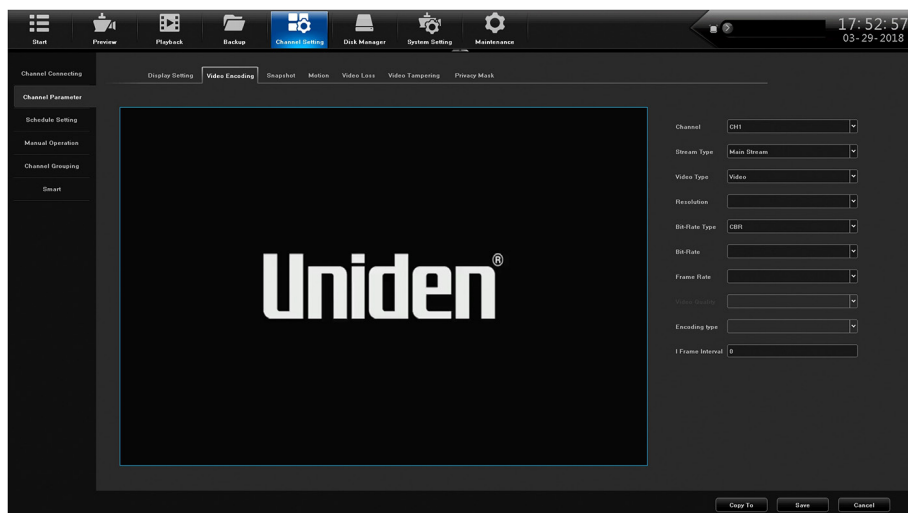 17:52:57
Start Preview Playback Backup Channel Setting Disk Manager System Setting Maintenance
03-29-2018
Channel Connecting
Display Setting Video Encoding Snapshot Motion Video Loss Video Tampering Privacy Mask
Channel Parameter
Schedule Setting
Manual Operation
Channel Grouping
Smart
Uniden®
Channel CH1
Stream Type Main Stream
Video Type Video
Resolution
Bit-Rate Type CBR
Bit-Rate
Frame Rate
Video Quality
Encoding type
I Frame Interval 0
Copy To Save Cancel